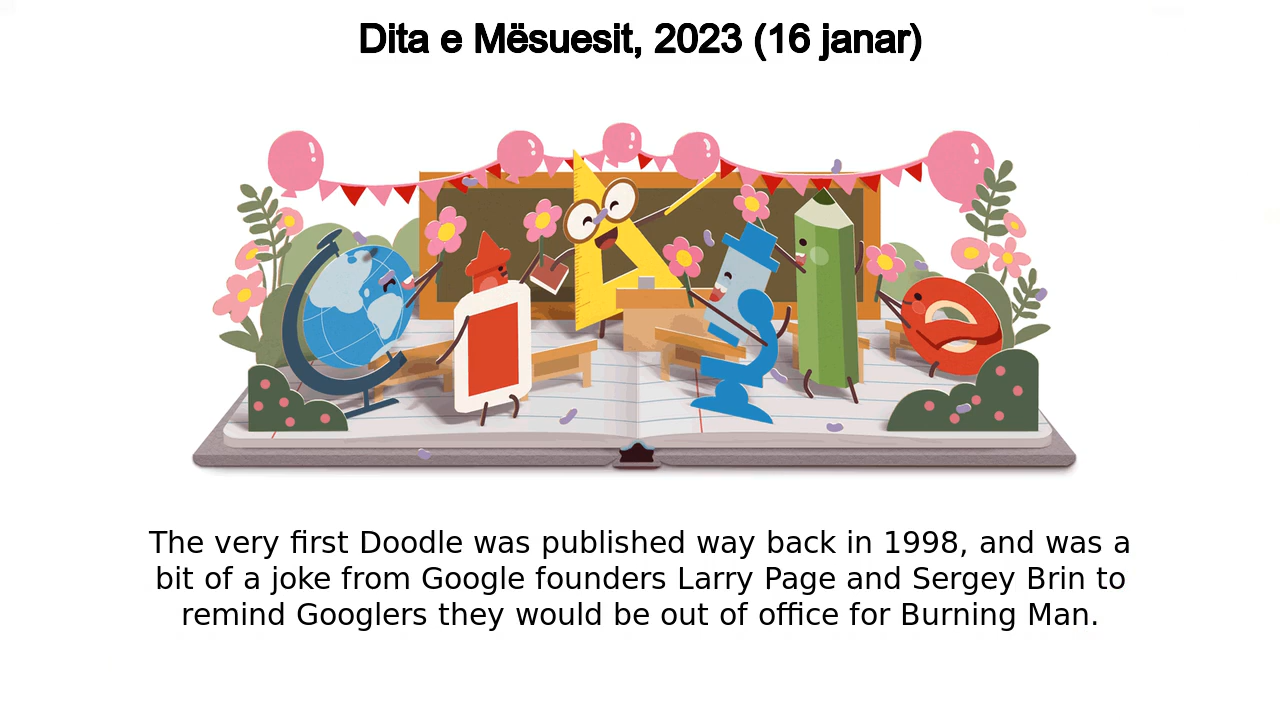 Dita e Mësuesit, 2023 (16 janar)
The very first Doodle was published way back in 1998, and was a
bit of a joke from Google founders Larry Page and Sergey Brin to
remind Googlers they would be out of office for Burning Man.